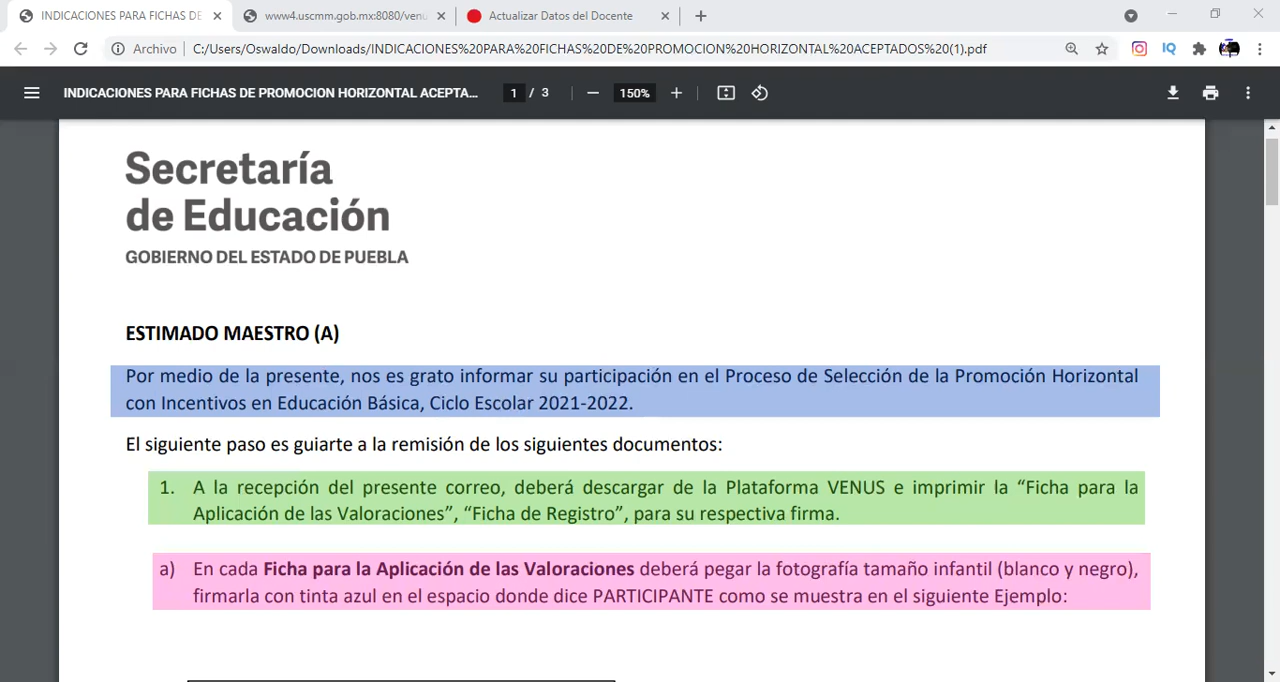 INDICACIONES PARA FICHAS DE
www4.uscmm.gob.mx:8080/venu
Actualizar Datos del Docente
Archivo
C:/Users/Oswaldo/Downloads/INDICACIONES%20PARA%20FICHAS%20DE%20PROMOCION%20HORIZONTAL%20ACEPTADOS%20(1).pdf
IQ
INDICACIONES PARA FICHAS DE PROMOCION HORIZONTAL ACEPTA...
1 / 3
150%
Secretaría
de Educación
GOBIERNO DEL ESTADO DE PUEBLA
ESTIMADO MAESTRO (A)
Por medio de la presente, nos es grato informar su participación en el Proceso de Selección de la Promoción Horizontal
con Incentivos en Educación Básica, Ciclo Escolar 2021-2022.
El siguiente paso es guiarte a la remisión de los siguientes documentos:
1. A la recepción del presente correo, deberá descargar de la Plataforma VENUS e imprimir la “Ficha para la
Aplicación de las Valoraciones”, “Ficha de Registro”, para su respectiva firma.
a) En cada Ficha para la Aplicación de las Valoraciones deberá pegar la fotografía tamaño infantil (blanco y negro),
firmarla con tinta azul en el espacio donde dice PARTICIPANTE como se muestra en el siguiente Ejemplo: